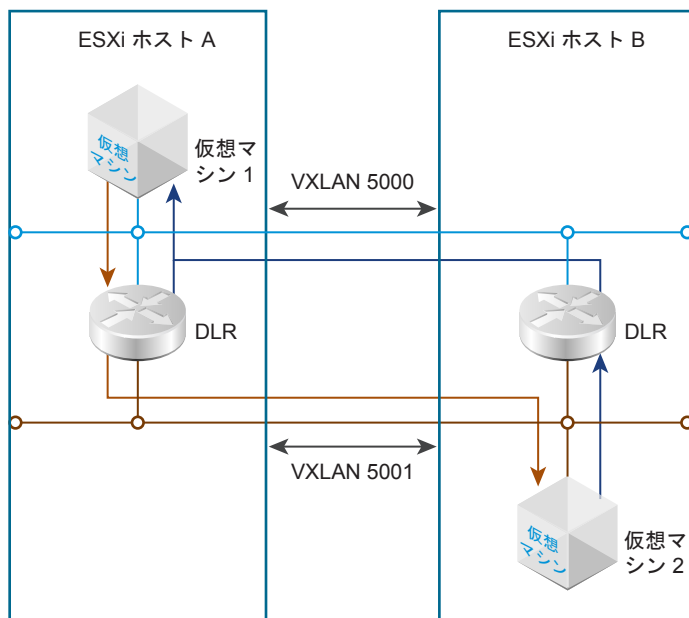 ESXi ホスト A
ESXi ホスト B
仮想
マシン
仮想マ
シン 1
VXLAN 5000
DLR
DLR
VXLAN 5001
仮想
マシン
仮想マ
シン 2